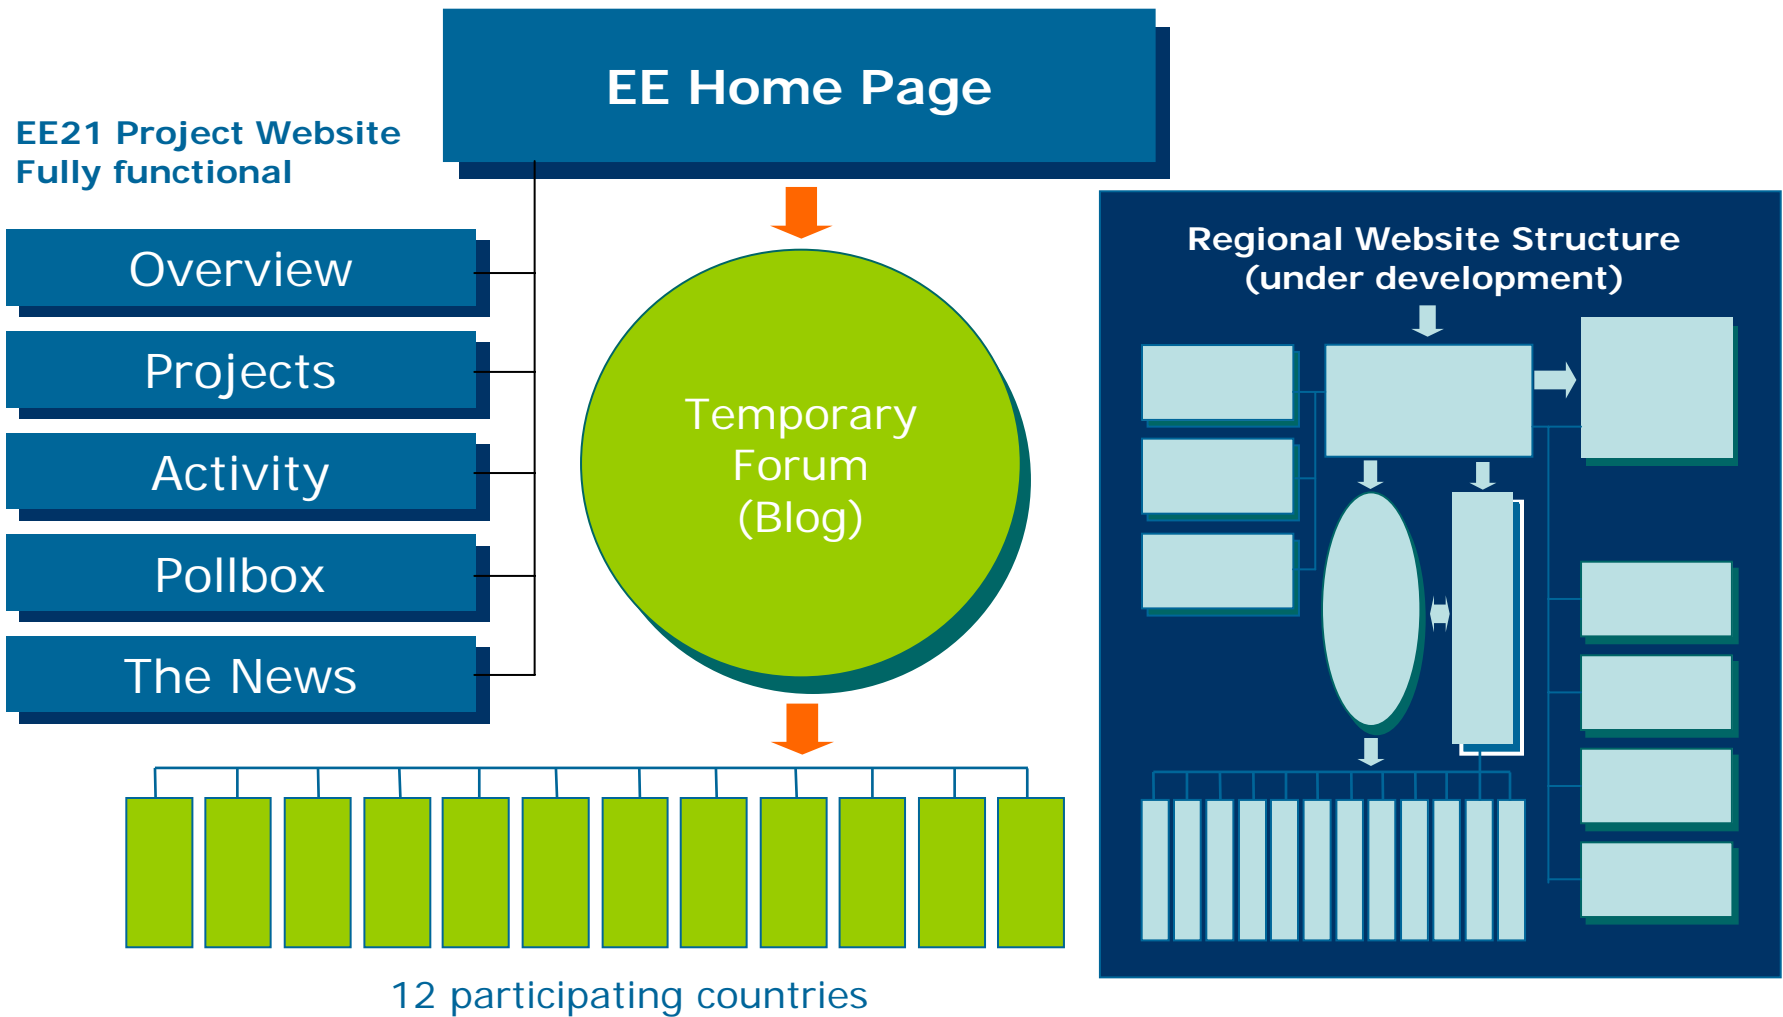 EE Home Page
EE21 Project Website
Fully functional
Overview
Projects
Activity
Pollbox
The News
Temporary
Forum
(Blog)
12 participating countries
Regional Website Structure
(under development)